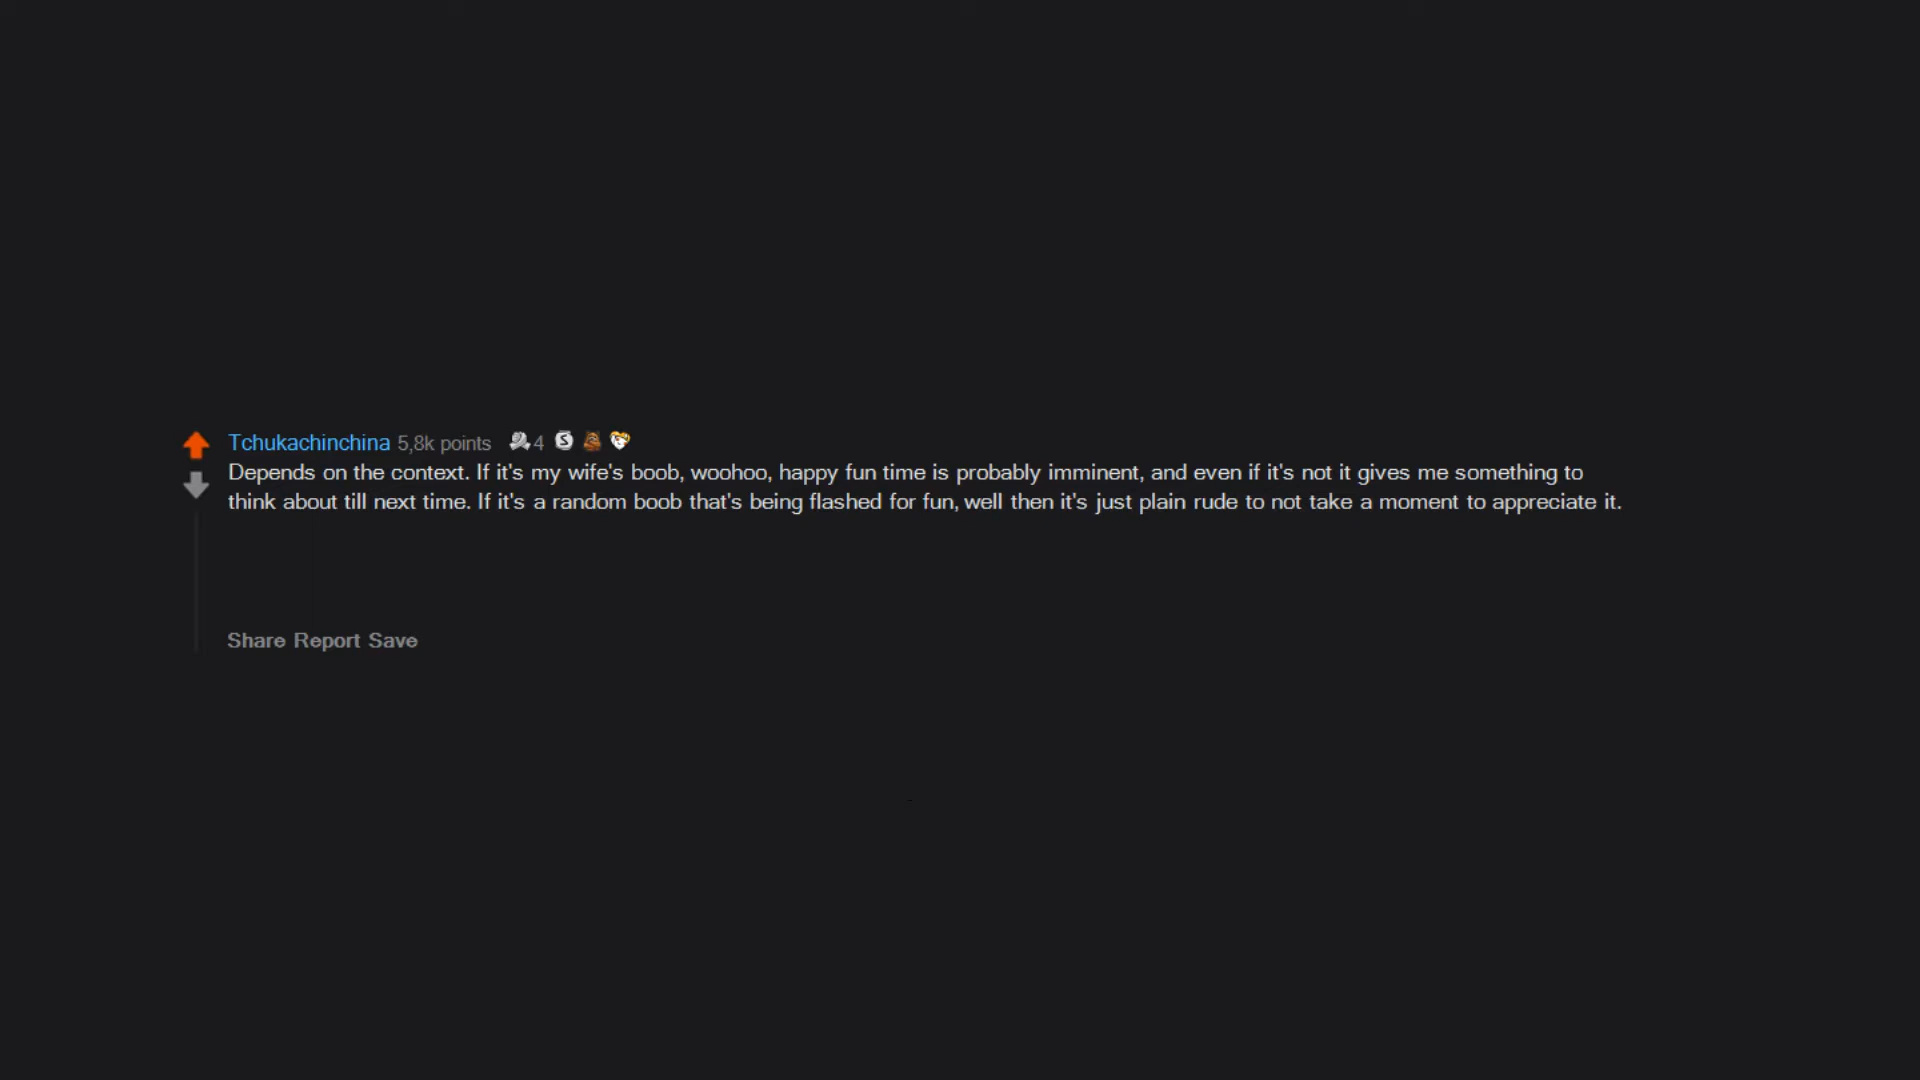 Tchukachinchina 5,8k points 4 S
Depends on the context. If it's my wife's boob, woohoo, happy fun time is probably imminent, and even if it's not it gives me something to
think about till next time. If it's a random boob that's being flashed for fun, well then it's just plain rude to not take a moment to appreciate it.
Share Report Save